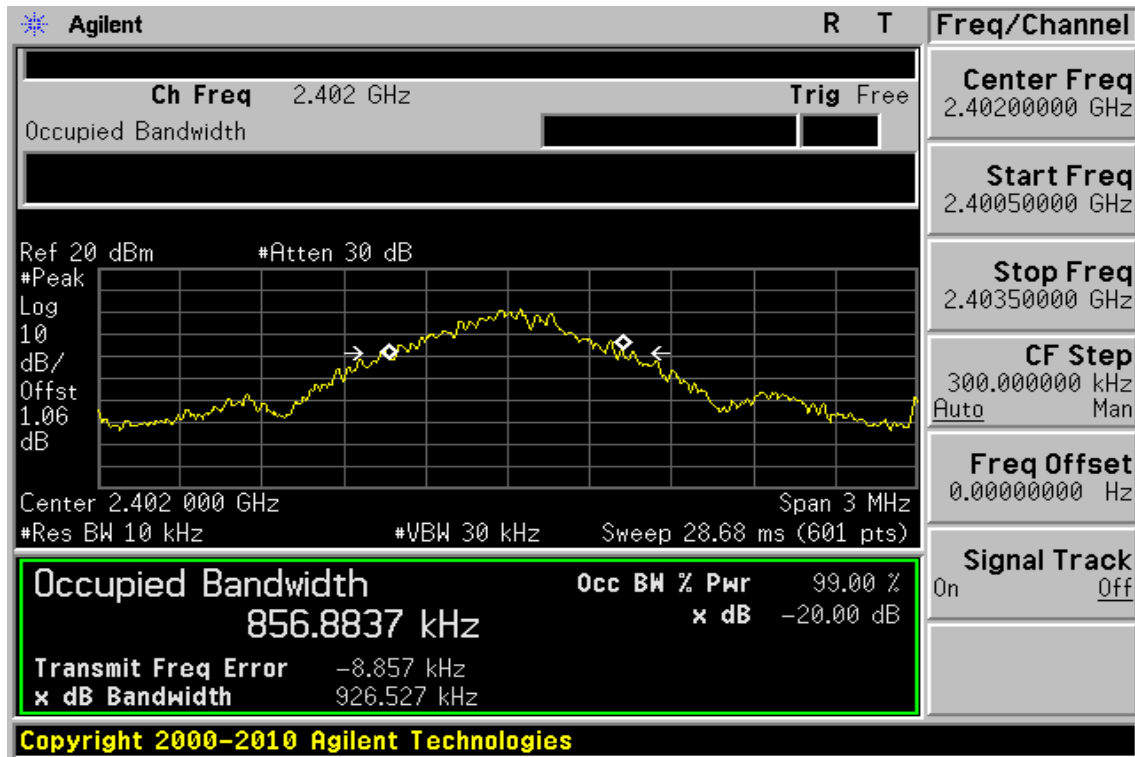 Agilent R T
Ch Freq 2.402 GHz Trig Free
Occupied Bandwidth
Ref 20 dBm #Atten 30 dB
#Peak
Log
10
dB/
Offst
1.06
dB
Center 2.402 000 GHz Span 3 MHz
#Res BW 10 kHz #VBW 30 kHz Sweep 28.68 ms (601 pts)
Occupied Bandwidth
856.8837 kHz
Occ BW % Pwr 99.00 %
x dB -20.00 dB
Transmit Freq Error -8.857 kHz
x dB Bandwidth 926.527 kHz
Copyright 2000-2010 Agilent Technologies
Freq/Channel
Center Freq
2.40200000 GHz
Start Freq
2.40050000 GHz
Stop Freq
2.40350000 GHz
CF Step
300.000000 kHz
Auto Man
Freq Offset
0.00000000 Hz
Signal Track
On Off